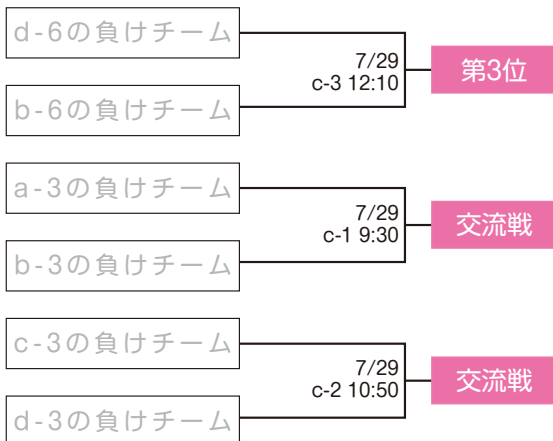 d-6の負けチーム
7/29
c-3 12:10
第3位
b-6の負けチーム
a-3の負けチーム
7/29
c-1 9:30
交流戦
b-3の負けチーム
c-3の負けチーム
7/29
c-2 10:50
交流戦
d-3の負けチーム